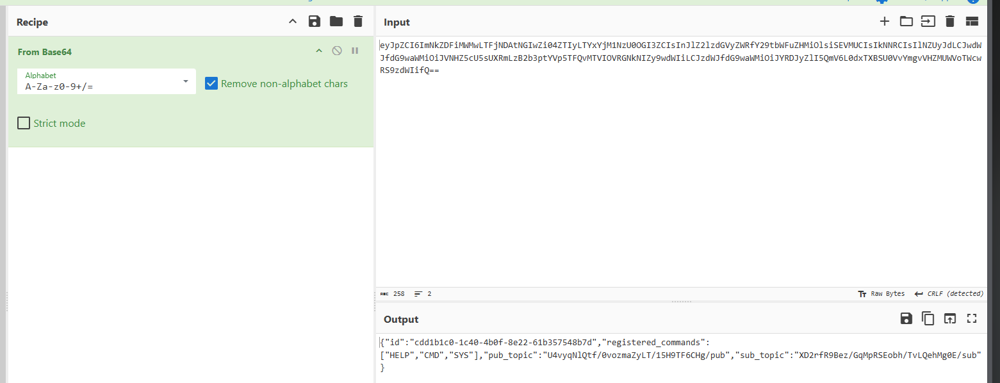 Recipe
Input
From Base64
Alphabet
A-Za-z0-9+/=
Remove non-alphabet chars
Strict mode
eyJpZCI6ImNkZDFiMWMwLTFjNDAtNGIwZi04ZTIyLTYxYjM1NzU0OGI3ZCIsInJlZ2lzdGVyZWRfY29tbWFuZHMiOlsiSEVMUCIsIkNNRCIsIlNZUyJdLCJwdW
JfdG9waWMiOiJVNHZ5cU5sUXRmLzB2b3ptYVp5TFQvMTVIOVRGNkNIZy9wdWIiLCJzdWJfdG9waWMiOiJYRDJyZlI5QmV6L0dxTXBSU0VvYmgvVHZMUWVoTWcw
RS9zdWIifQ==
258
2
Raw Bytes
CRLF (detected)
Output
{"id":"cdd1b1c0-1c40-4b0f-8e22-61b357548b7d","registered_commands":
["HELP","CMD","SYS"],"pub_topic":"U4vyqNlQtf/0vozmaZyLT/15H9TF6CHg/pub","sub_topic":"XD2rfR9Bez/GqMpRSEobh/TvLQehMg0E/sub"
}